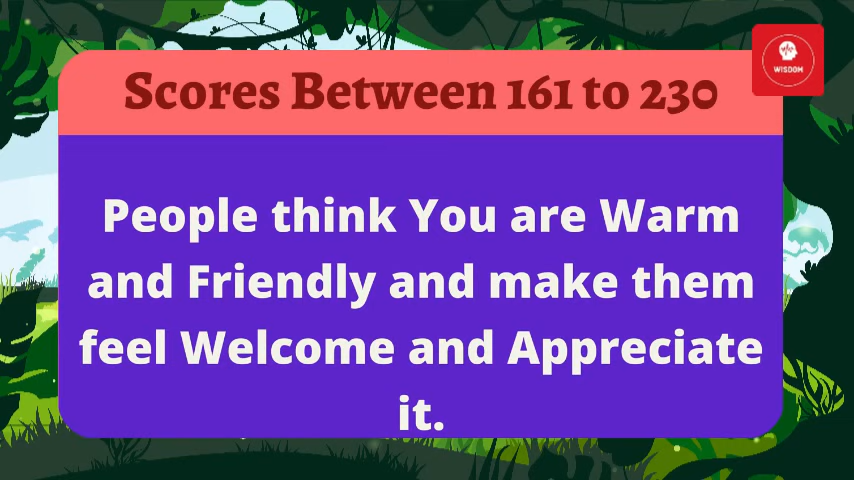 Scores Between 161 to 230
WISDOM
People think You are Warm
and Friendly and make them
feel Welcome and Appreciate
it.